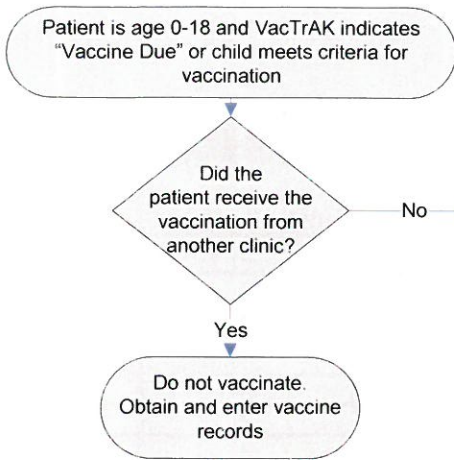 Patient is age 0-18 and VacTrAK indicates
“Vaccine Due” or child meets criteria for
vaccination
Did the
patient receive the
vaccination from
another clinic?
No
Yes
Do not vaccinate.
Obtain and enter vaccine
records